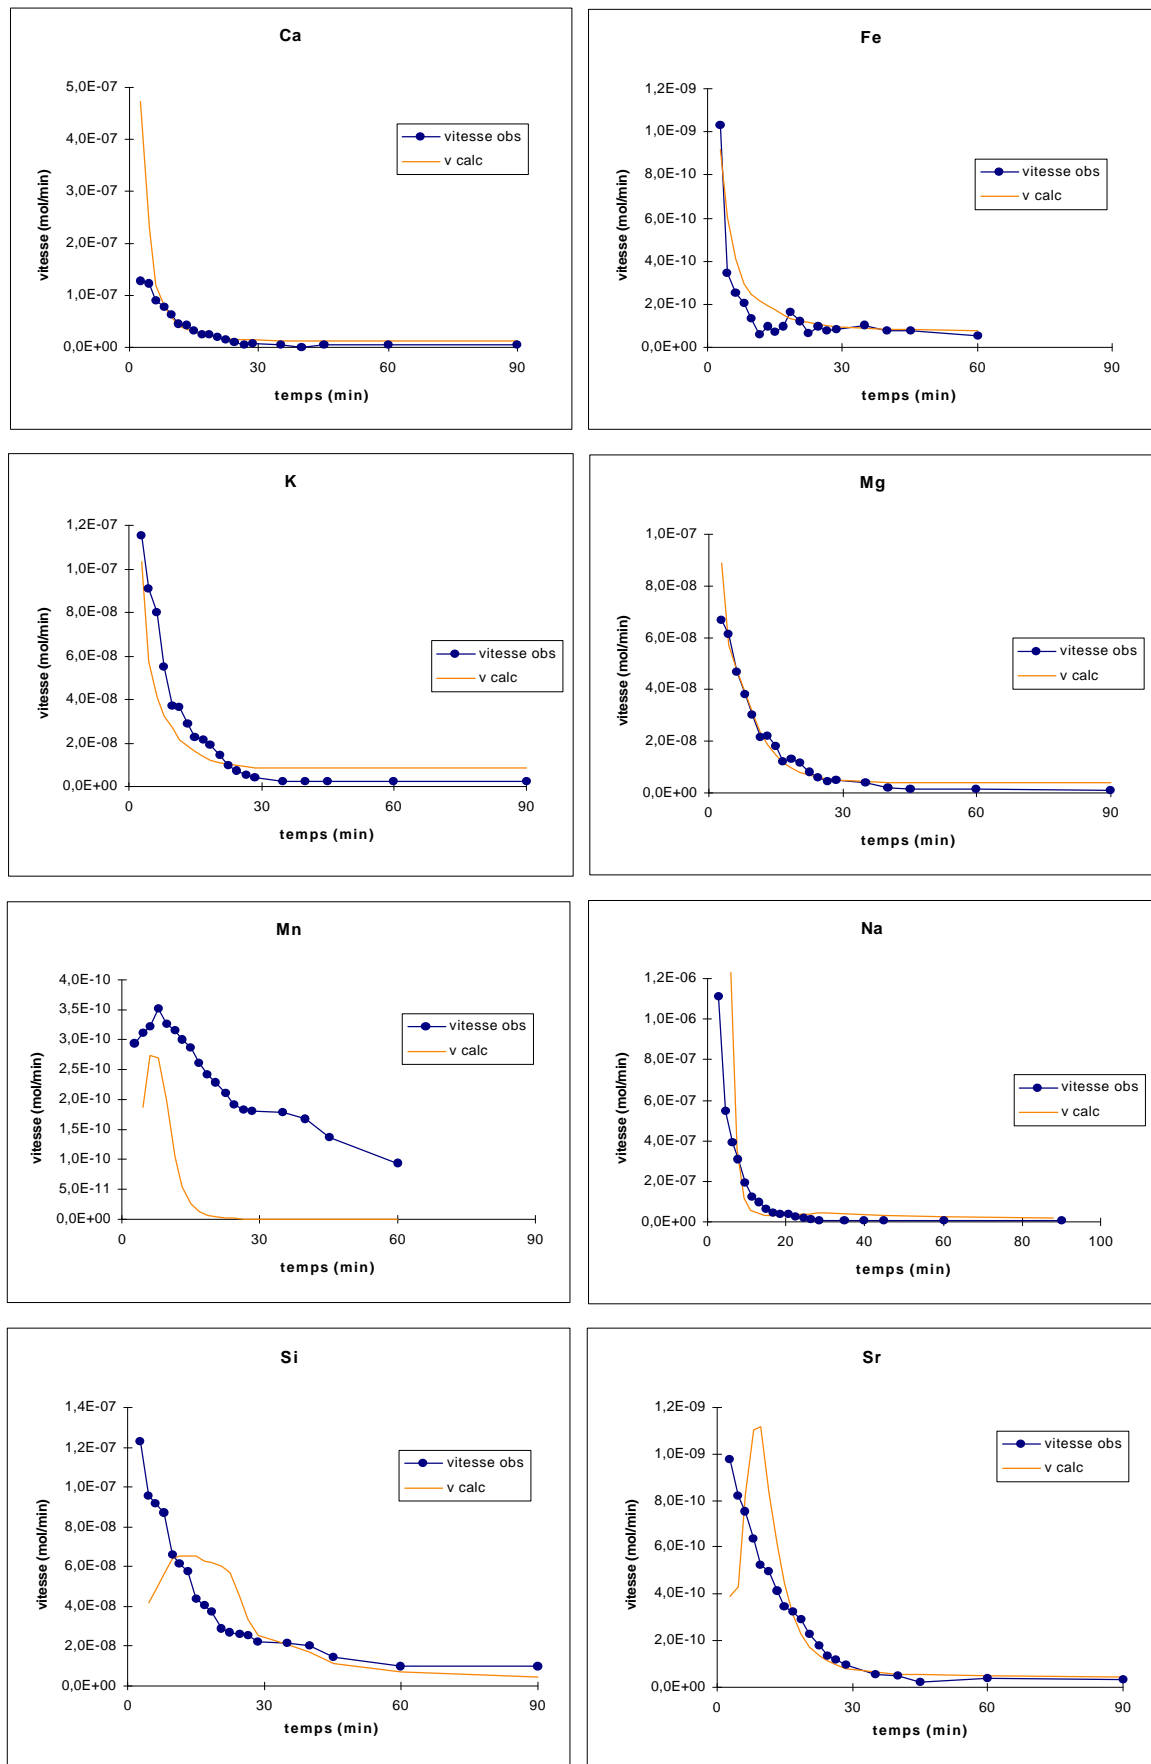 Ca
5,0E-07
4,0E-07
3,0E-07
2,0E-07
1,0E-07
0,0E+00
0 30 60 90
vitesse (mol/min)
temps (min)
vitesse obs
v calc
Fe
1,2E-09
1,0E-09
8,0E-10
6,0E-10
4,0E-10
2,0E-10
0,0E+00
0 30 60 90
vitesse (mol/min)
temps (min)
vitesse obs
v calc
K
1,2E-07
1,0E-07
8,0E-08
6,0E-08
4,0E-08
2,0E-08
0,0E+00
0 30 60 90
vitesse (mol/min)
temps (min)
vitesse obs
v calc
Mg
1,0E-07
8,0E-08
6,0E-08
4,0E-08
2,0E-08
0,0E+00
0 30 60 90
vitesse (mol/min)
temps (min)
vitesse obs
v calc
Mn
4,0E-10
3,5E-10
3,0E-10
2,5E-10
2,0E-10
1,5E-10
1,0E-10
5,0E-11
0,0E+00
0 30 60 90
vitesse (mol/min)
temps (min)
vitesse obs
v calc
Na
1,2E-06
1,0E-06
8,0E-07
6,0E-07
4,0E-07
2,0E-07
0,0E+00
0 20 40 60 80 100
vitesse (mol/min)
temps (min)
vitesse obs
v calc
Si
1,4E-07
1,2E-07
1,0E-07
8,0E-08
6,0E-08
4,0E-08
2,0E-08
0,0E+00
0 30 60 90
vitesse (mol/min)
temps (min)
vitesse obs
v calc
Sr
1,2E-09
1,0E-09
8,0E-10
6,0E-10
4,0E-10
2,0E-10
0,0E+00
0 30 60 90
vitesse (mol/min)
temps (min)
vitesse obs
v calc